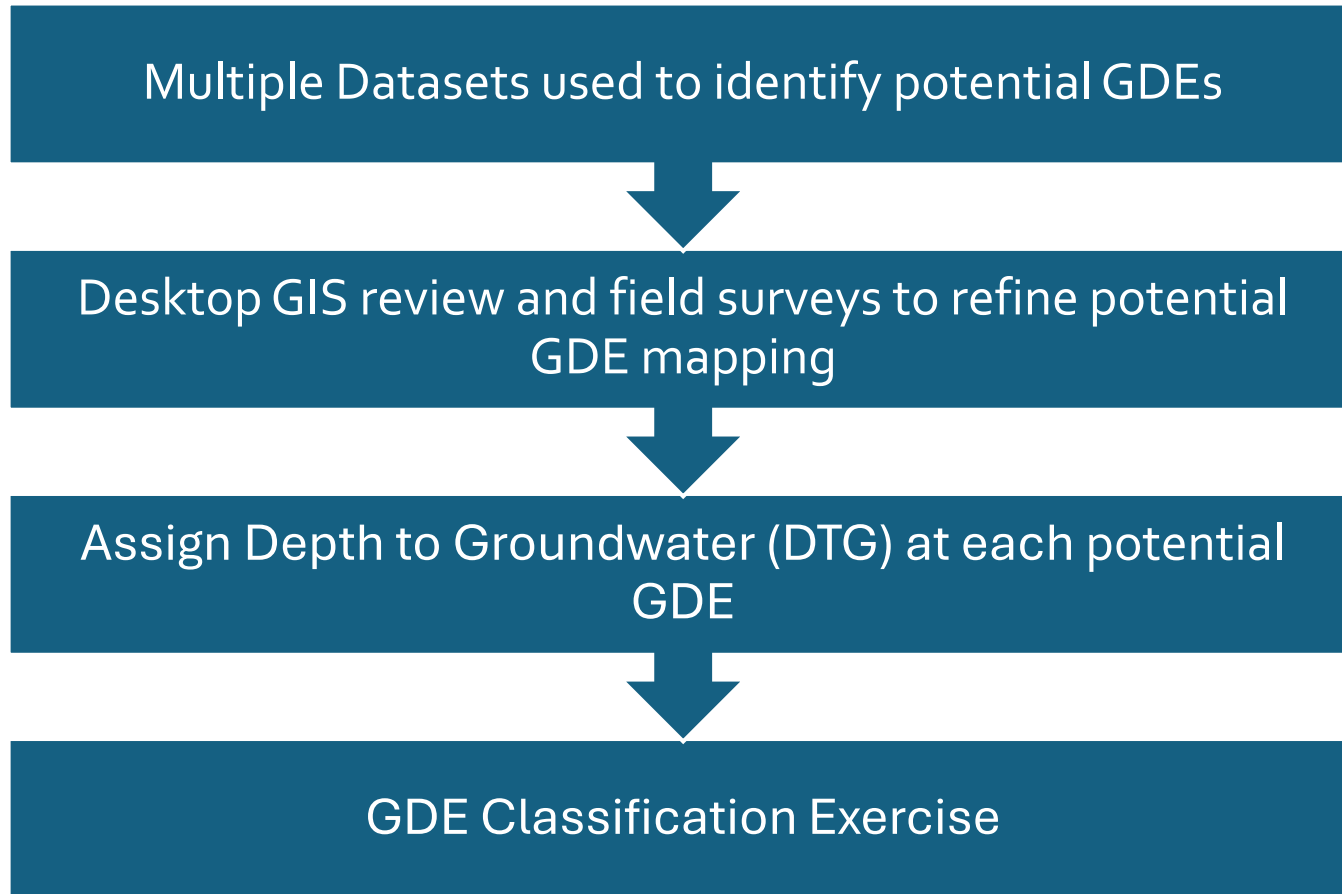 Multiple Datasets used to identify potential GDEs
Desktop GIS review and field surveys to refine potential
GDE mapping
Assign Depth to Groundwater (DTG) at each potential
GDE
GDE Classification Exercise